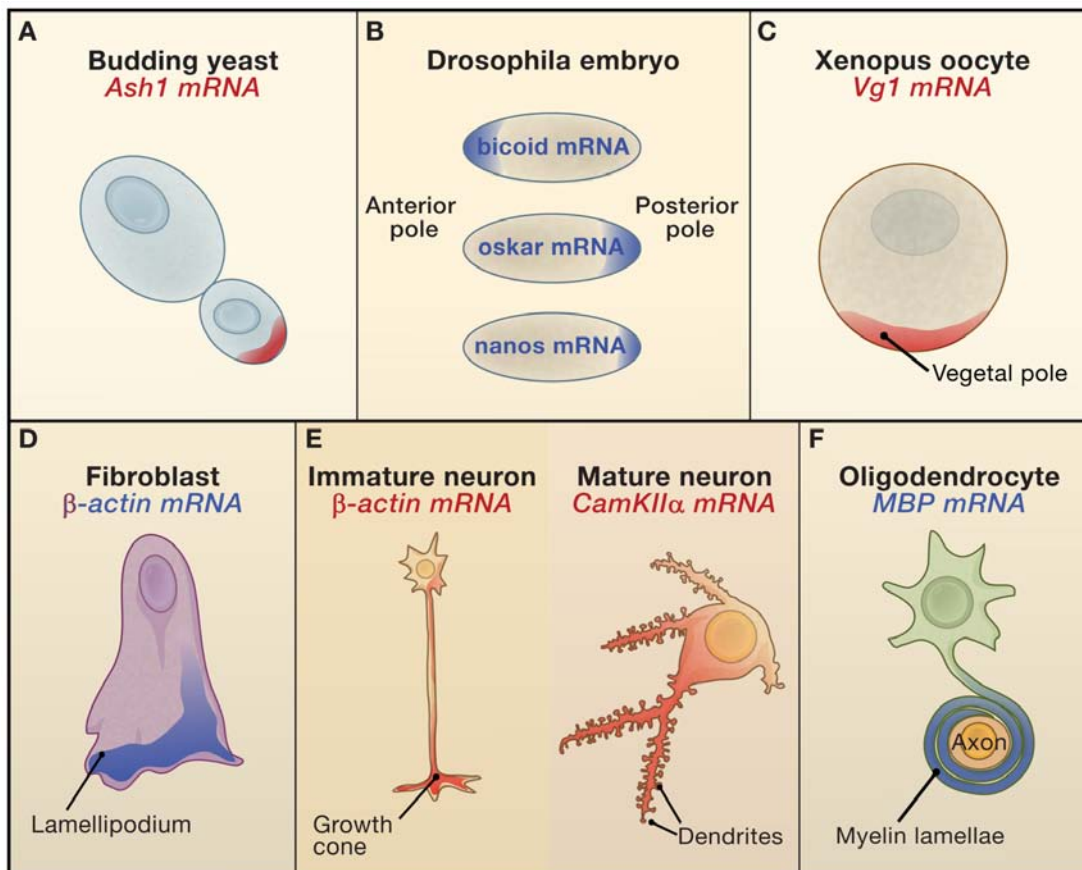 A
Budding yeast
Ash1 mRNA
B
Drosophila embryo
bicoid mRNA
Anterior
pole
Posterior
pole
oskar mRNA
nanos mRNA
C
Xenopus oocyte
Vg1 mRNA
Vegetal pole
D
Fibroblast
β-actin mRNA
Lamellipodium
E
Immature neuron
β-actin mRNA
Growth
cone
Mature neuron
CamKIIα mRNA
Dendrites
F
Oligodendrocyte
MBP mRNA
Axon
Myelin lamellae